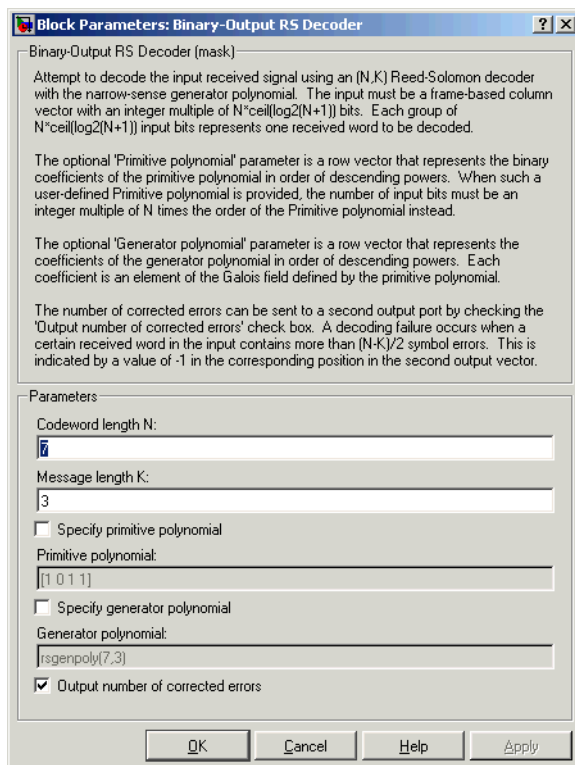 Block Parameters: Binary-Output RS Decoder
Binary-Output RS Decoder (mask)
Attempt to decode the input received signal using an (N,K) Reed-Solomon decoder
with the narrow-sense generator polynomial. The input must be a frame-based column
vector with an integer multiple of N*ceil(log2(N+1)) bits. Each group of
N*ceil(log2(N+1)) input bits represents one received word to be decoded.
The optional 'Primitive polynomial' parameter is a row vector that represents the binary
coefficients of the primitive polynomial in order of descending powers. When such a
user-defined Primitive polynomial is provided, the number of input bits must be an
integer multiple of N times the order of the Primitive polynomial instead.
The optional 'Generator polynomial' parameter is a row vector that represents the
coefficients of the generator polynomial in order of descending powers. Each
coefficient is an element of the Galois field defined by the primitive polynomial.
The number of corrected errors can be sent to a second output port by checking the
'Output number of corrected errors' check box. A decoding failure occurs when a
certain received word in the input contains more than (N-K)/2 symbol errors. This is
indicated by a value of -1 in the corresponding position in the second output vector.
Parameters
Codeword length N:
7
Message length K:
3
Specify primitive polynomial
Primitive polynomial:
[1 0 1 1]
Specify generator polynomial
Generator polynomial:
rsgenpoly(7,3)
Output number of corrected errors
OK Cancel Help Apply